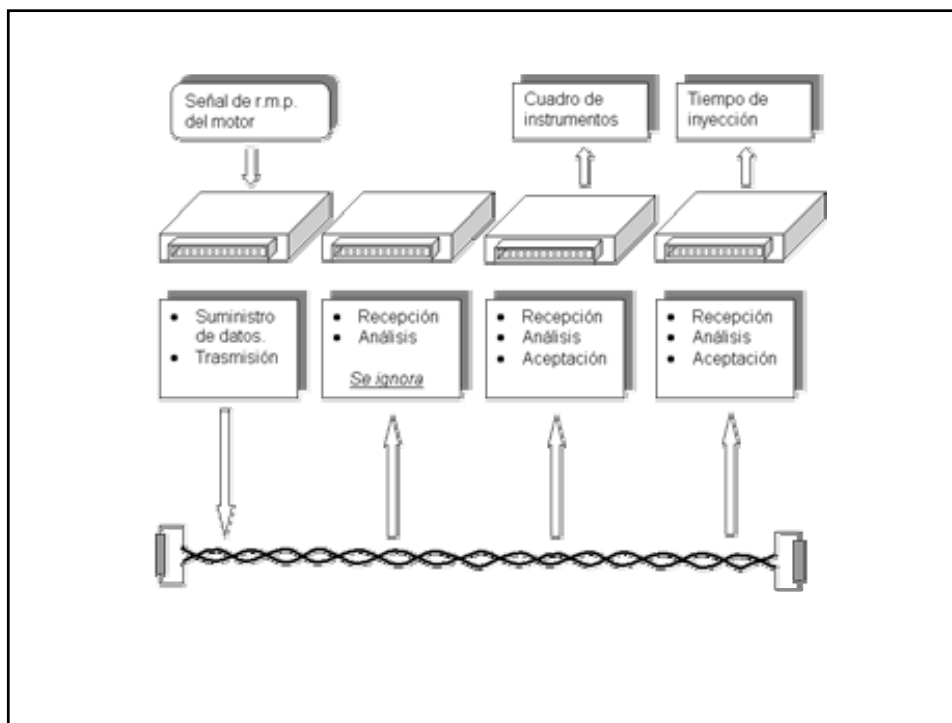 Señal de r.m.p.
del motor
Cuadro de
instrumentos
Tiempo de
inyección
• Suministro
de datos.
• Trasmisión
• Recepción
• Análisis
Se ignora
• Recepción
• Análisis
• Aceptación
• Recepción
• Análisis
• Aceptación